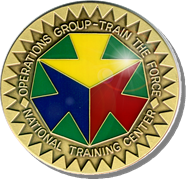 OPERATIONS GROUP-TRAIN THE FORCE
NATIONAL TRAINING CENTER